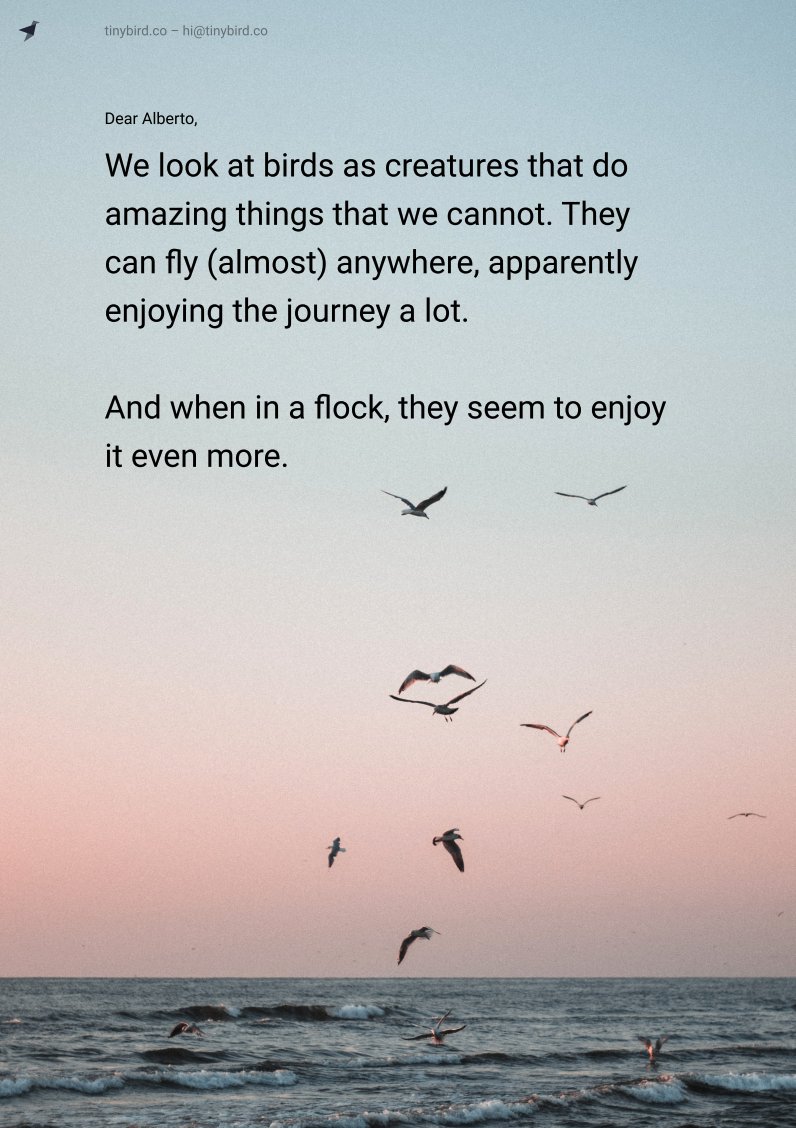 tinybird.co – hi@tinybird.co
Dear Alberto,
We look at birds as creatures that do
amazing things that we cannot. They
can fly (almost) anywhere, apparently
enjoying the journey a lot.
And when in a flock, they seem to enjoy
it even more.